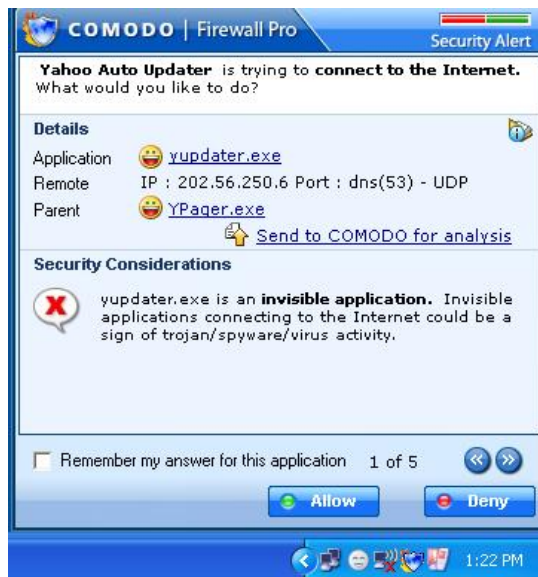 COMODO | Firewall Pro
Security Alert
Yahoo Auto Updater is trying to connect to the Internet.
What would you like to do?
Details
Application yupdater.exe
Remote IP : 202.56.250.6 Port : dns(53) - UDP
Parent YPager.exe
Send to COMODO for analysis
Security Considerations
yupdater.exe is an invisible application. Invisible
applications connecting to the Internet could be a
sign of trojan/spyware/virus activity.
Remember my answer for this application 1 of 5
Allow Deny
1:22 PM